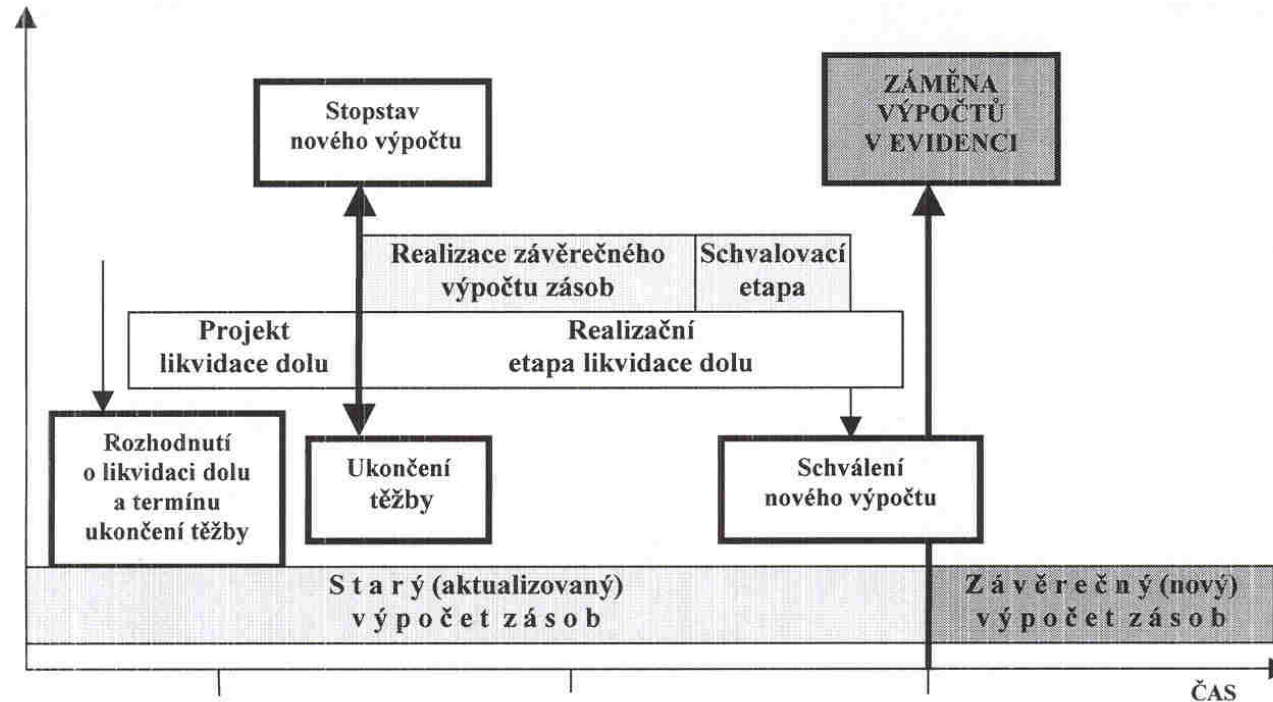 Stopstav
nového výpočtu
ZÁMĚNA
VÝPOČTŮ
V EVIDENCI
Realizace závěrečného
výpočtu zásob
Schvalovací
etapa
Projekt
likvidace dolu
Realizační
etapa likvidace dolu
Rozhodnutí
o likvidaci dolu
a termínu
ukončení těžby
Ukončení
těžby
Schválení
nového výpočtu
S t a r ý (aktualizovaný)
v ý p o č e t z á s o b
Z á v ě r e č n ý (nový)
v ý p o č e t z á s o b
ČAS